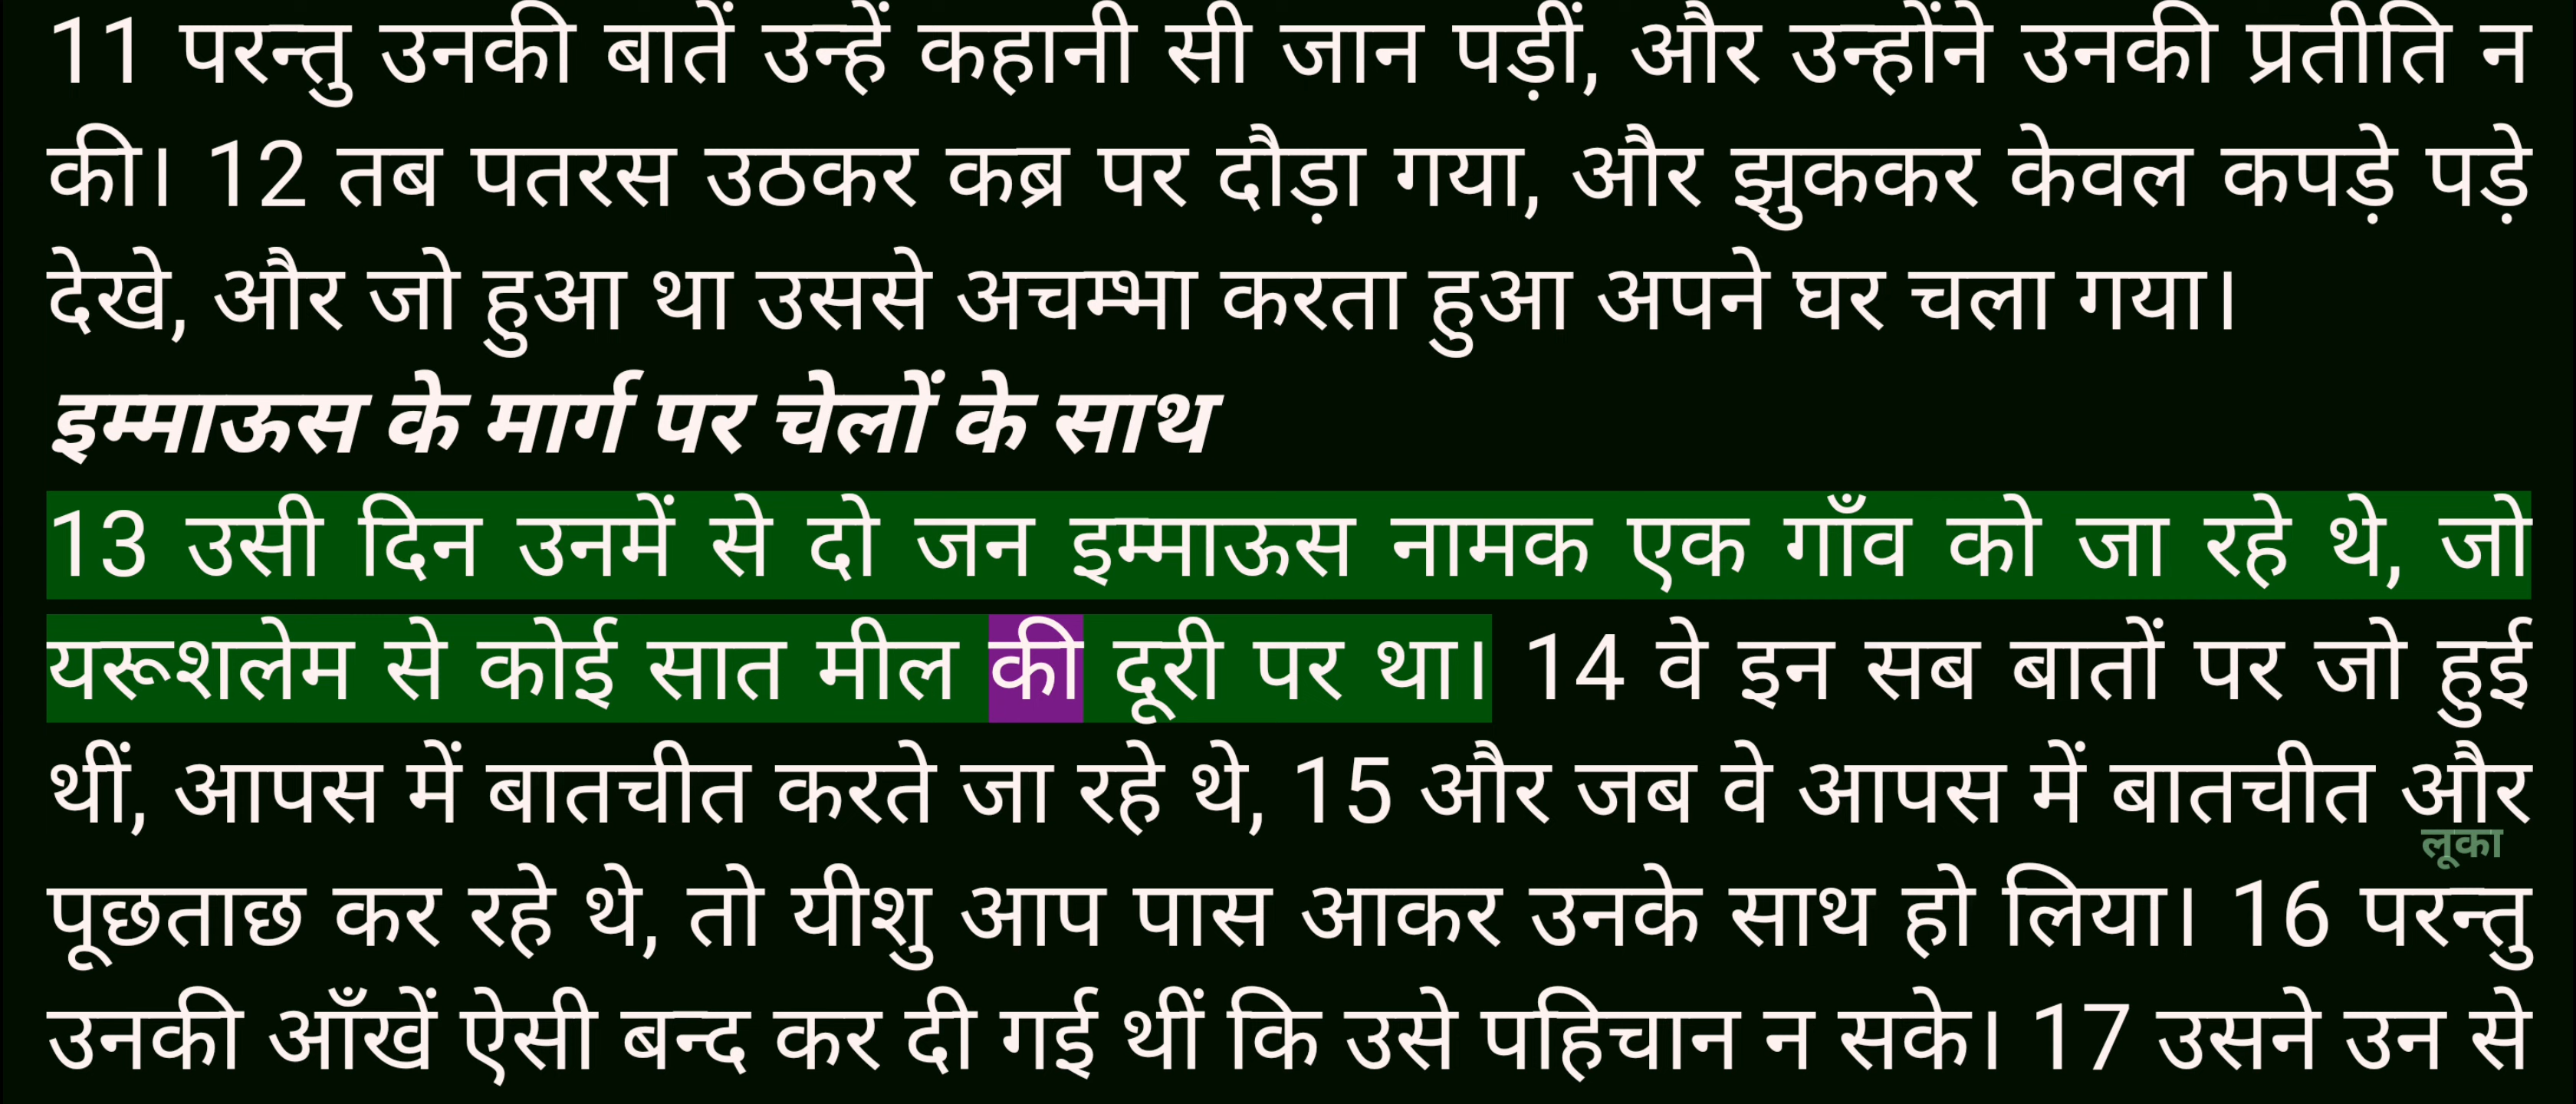 11 परन्तु उनकी बातें उन्हें कहानी सी जान पड़ीं, और उन्होंने उनकी प्रतीति न
की। 12 तब पतरस उठकर कब्र पर दौड़ा गया, और झुककर केवल कपड़े पड़े
देखे, और जो हुआ था उससे अचम्भा करता हुआ अपने घर चला गया।
इम्माऊस के मार्ग पर चेलों के साथ
13 उसी दिन उनमें से दो जन इम्माऊस नामक एक गाँव को जा रहे थे, जो
यरूशलेम से कोई सात मील की दूरी पर था। 14 वे इन सब बातों पर जो हुई
थीं, आपस में बातचीत करते जा रहे थे, 15 और जब वे आपस में बातचीत और
लूका
पूछताछ कर रहे थे, तो यीशु आप पास आकर उनके साथ हो लिया। 16 परन्तु
उनकी आँखें ऐसी बन्द कर दी गई थीं कि उसे पहिचान न सके। 17 उसने उन से